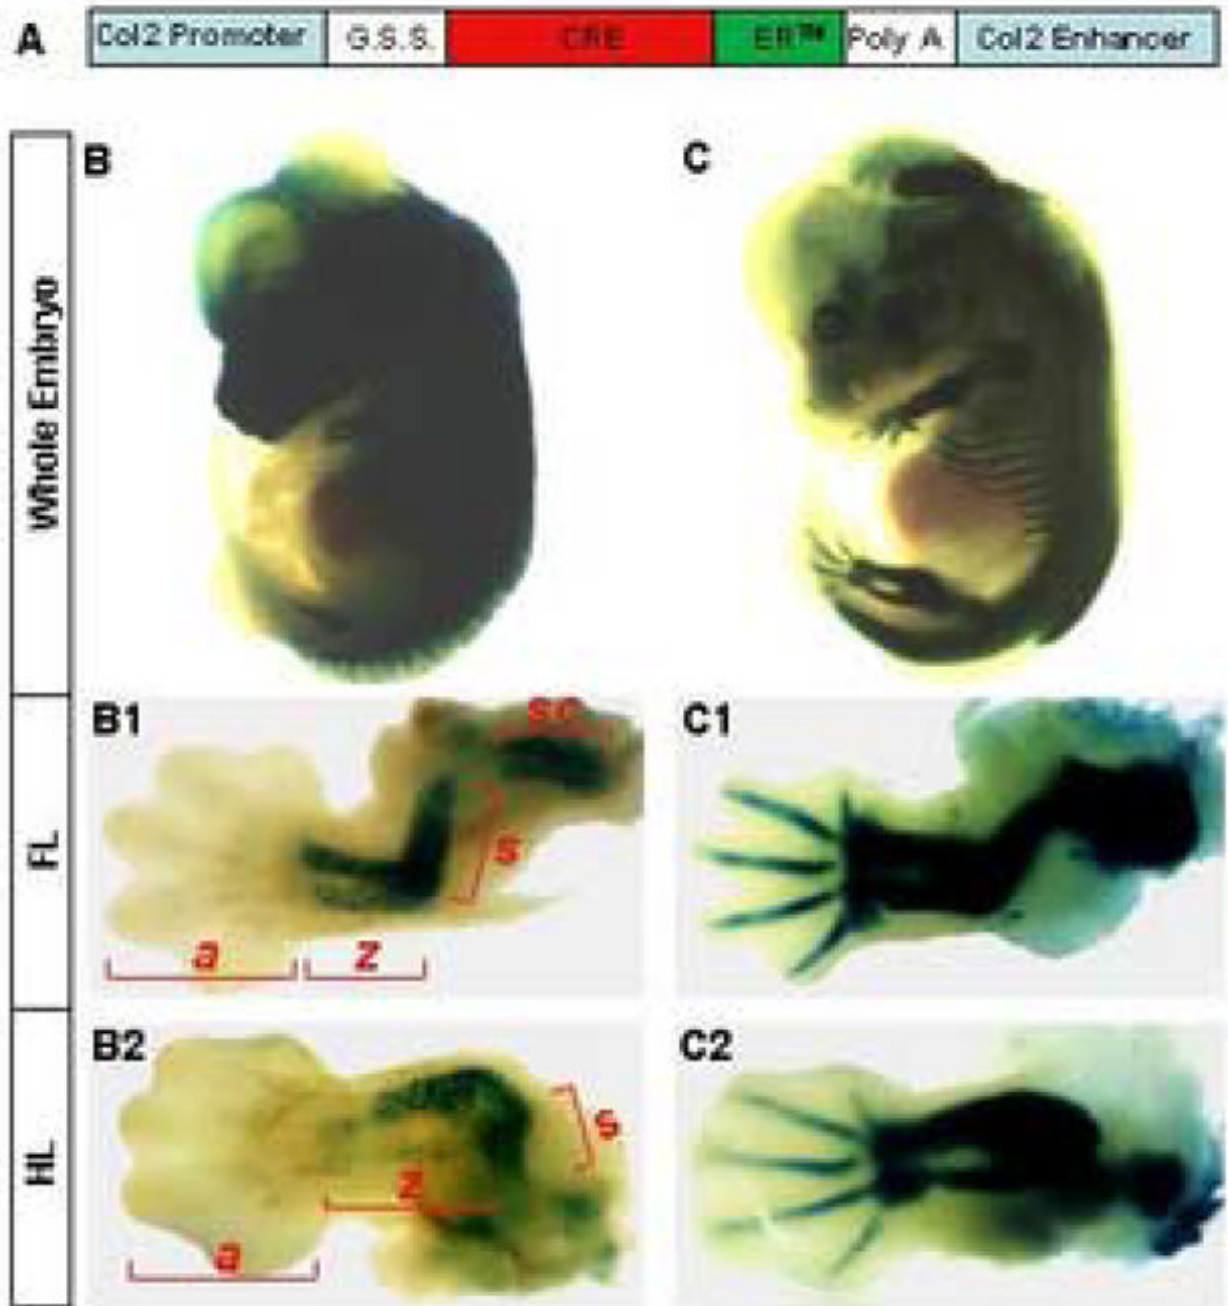 A Col2 Promoter G.S.S. CRE ER™ Poly A Col2 Enhancer
Whole Embryo
B
C
FL
B1
sc
s
a
z
C1
HL
B2
s
z
a
C2